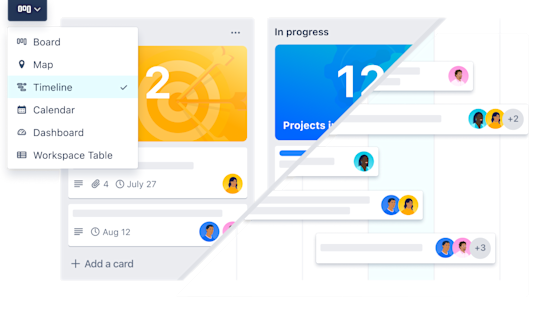 Board
Map
Timeline
Calendar
Dashboard
Workspace Table
2
4
July 27
Aug 12
+ Add a card
In progress
12
Projects
+2
+3